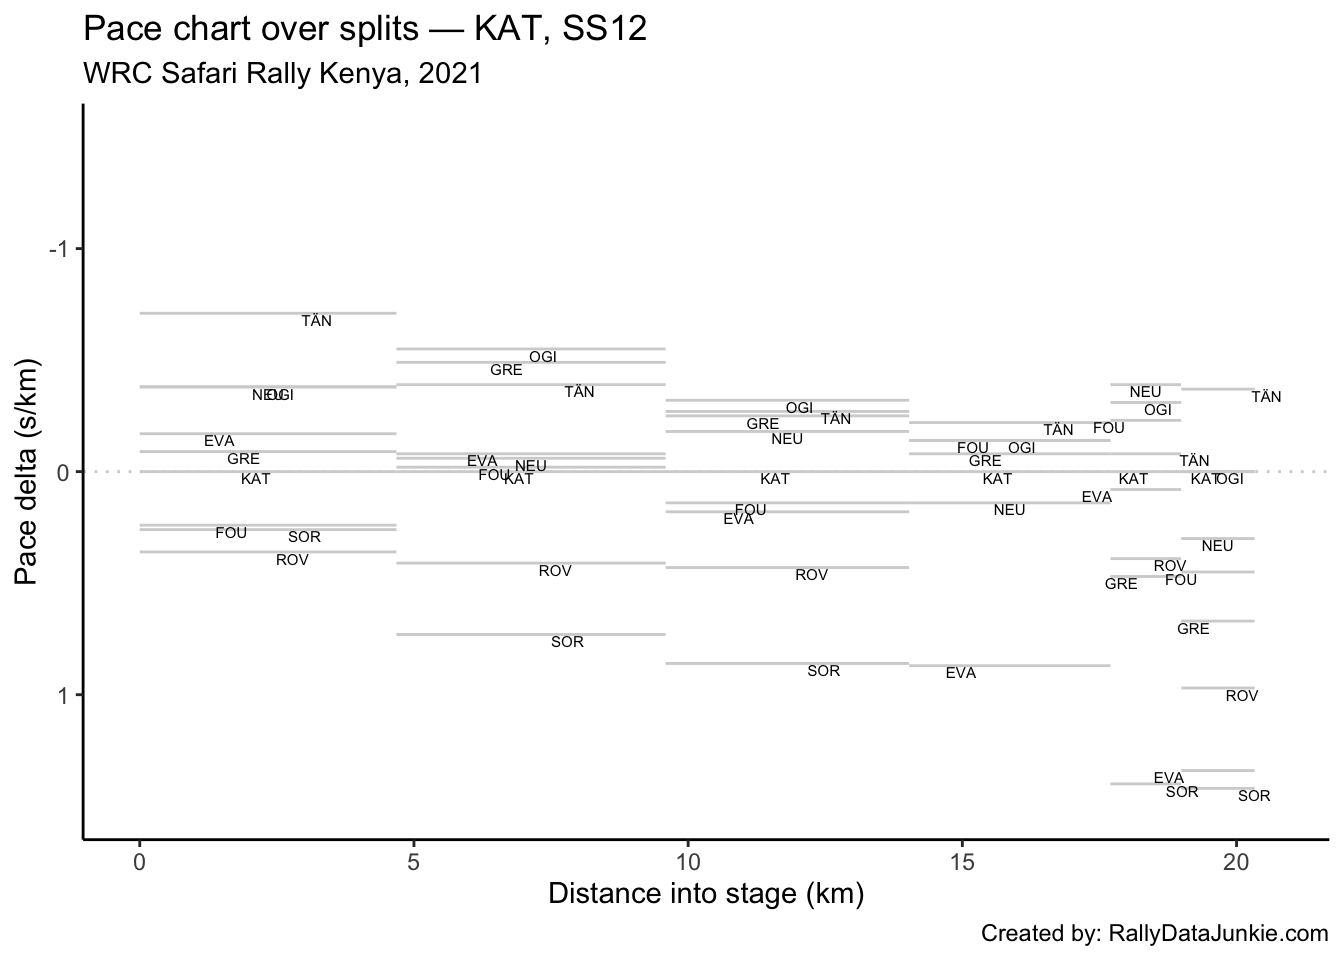 Pace chart over splits — KAT, SS12
WRC Safari Rally Kenya, 2021
Pace delta (s/km)
-1
0
1
TÄN
NEU
OGI
EVA
GRE
KAT
FOU
SOR
ROV
OGI
GRE
TÄN
EVA
NEU
FOU
KAT
ROV
SOR
OGI
TÄN
GRE
NEU
KAT
FOU
EVA
ROV
SOR
TÄN
FOU
OGI
GRE
KAT
NEU
EVA
NEU
OGI
FOU
TÄN
KAT
EVA
ROV
GRE
SOR
TÄN
KAT
OGI
NEU
FOU
GRE
ROV
EVA
SOR
0
5
10
15
20
Distance into stage (km)
Created by: RallyDataJunkie.com